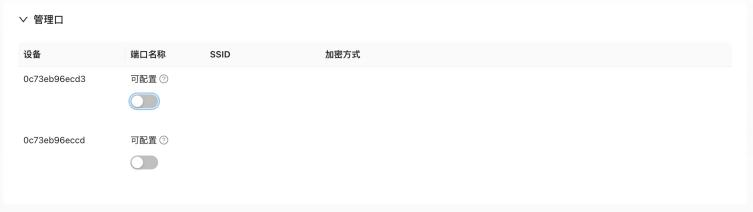 管理口
设备 端口名称 SSID 加密方式
0c73eb96ecd3 可配置
0c73eb96eccd 可配置